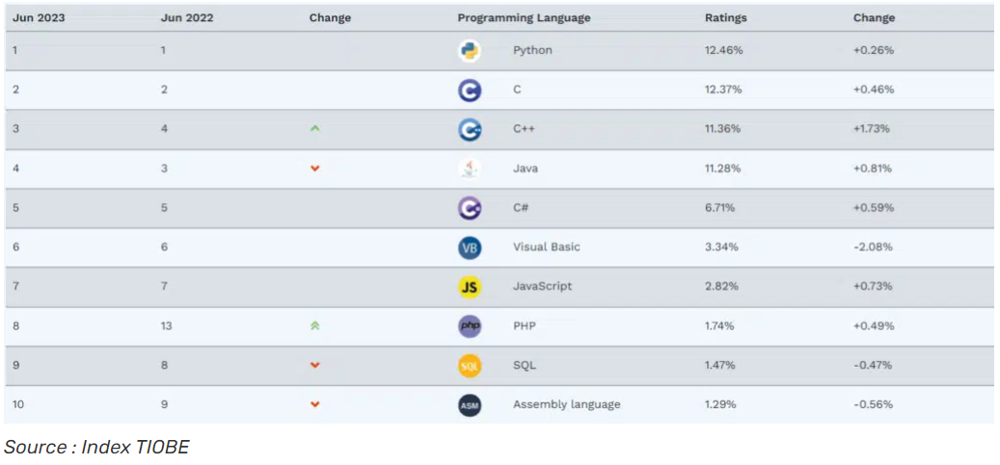 Jun 2023 Jun 2022 Change Programming Language Ratings Change
1 1 Python 12.46% +0.26%
2 2 C C 12.37% +0.46%
3 4 C++ C++ 11.36% +1.73%
4 3 Java 11.28% +0.81%
5 5 C# C# 6.71% +0.59%
6 6 VB Visual Basic 3.34% -2.08%
7 7 JS JavaScript 2.82% +0.73%
8 13 php PHP 1.74% +0.49%
9 8 SQL SQL 1.47% -0.47%
10 9 ASM Assembly language 1.29% -0.56%
Source : Index TIOBE